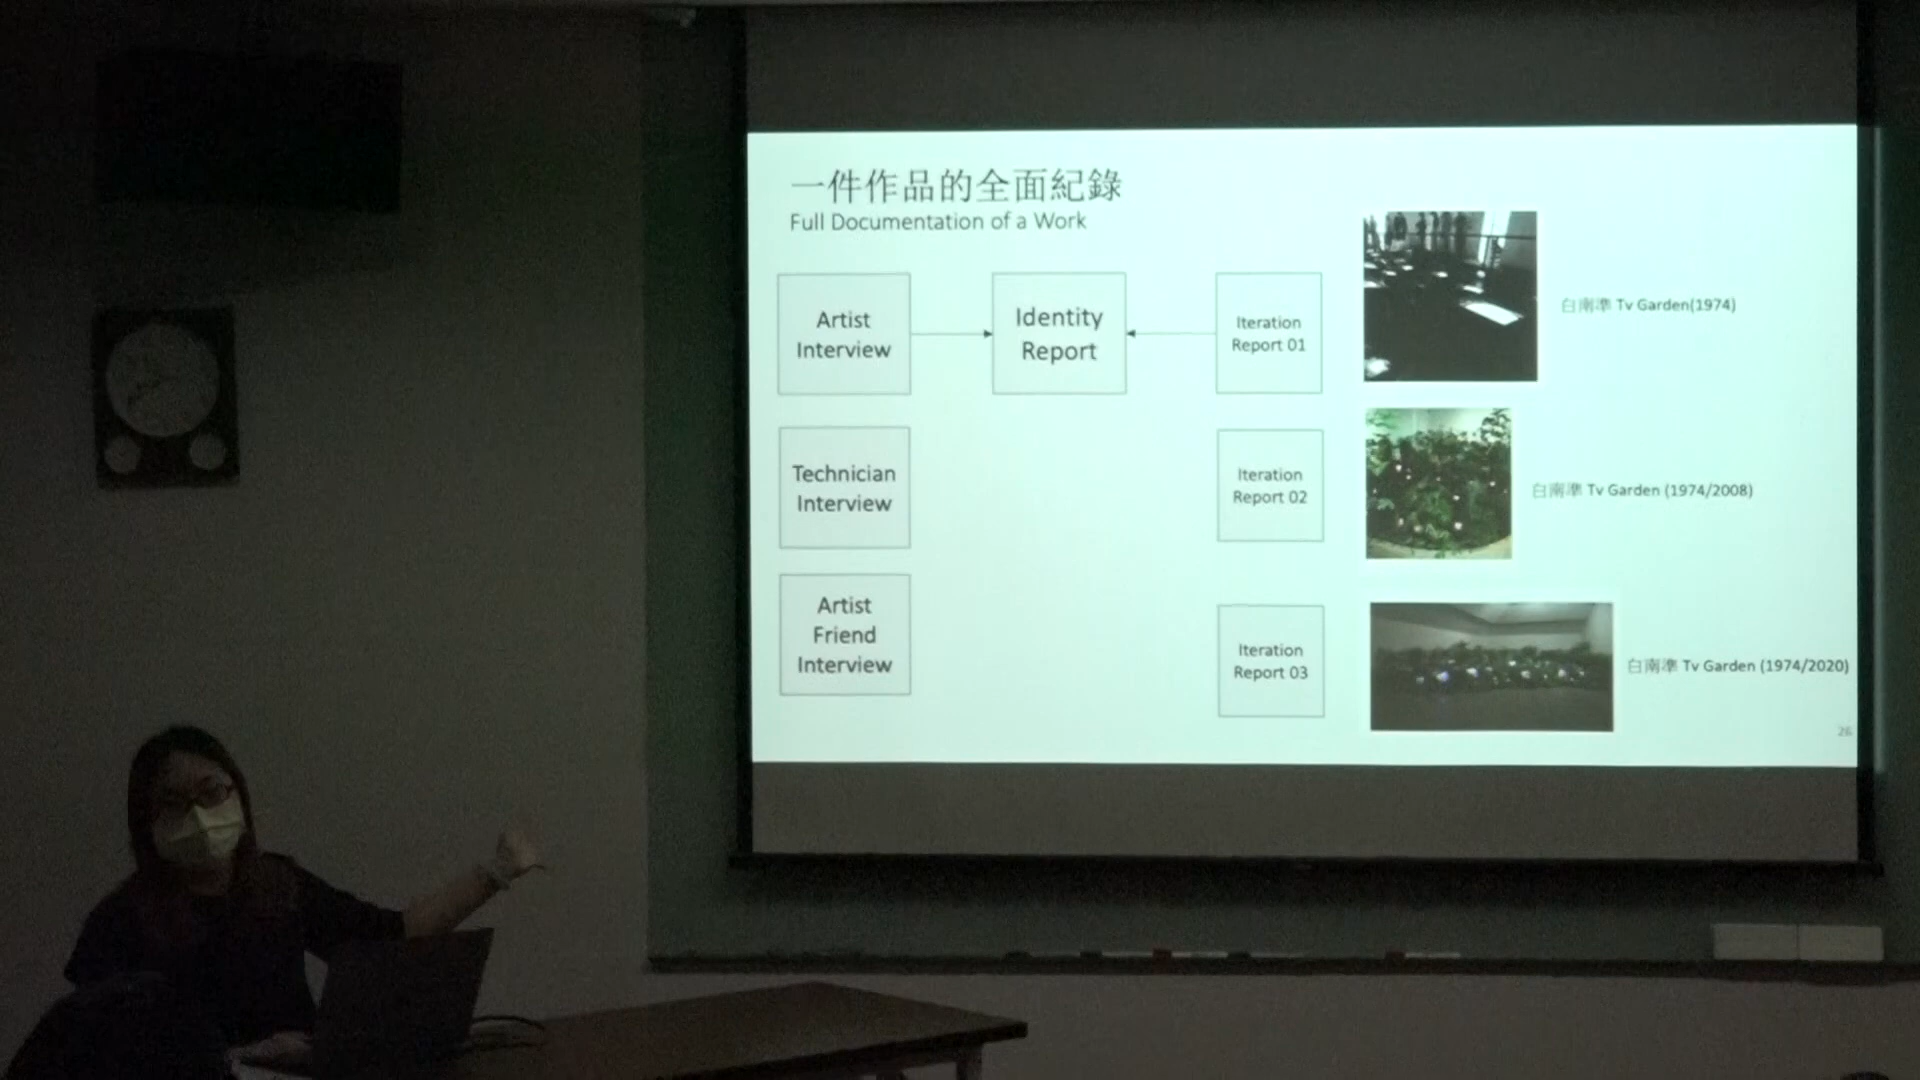 一件作品的全面紀錄
Full Documentation of a Work
Artist
Interview
Identity
Report
Iteration
Report 01
白南準 Tv Garden(1974)
Technician
Interview
Iteration
Report 02
白南準 Tv Garden (1974/2008)
Artist
Friend
Interview
Iteration
Report 03
白南準 Tv Garden (1974/2020)
26